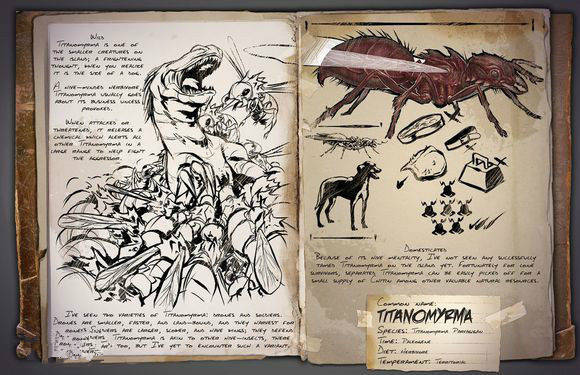 Wild
Titanomyrma is one of
the smaller creatures on
the island; a frightening
thought, when you realize
it is the size of a dog.
A hive-minded herbivore,
Titanomyrma usually goes
about its business unless
provoked.
When attacked or
threatened, it releases a
chemical which alerts all
other Titanomyrma in a
large range to help fight
the aggressor.
I've seen two varieties of Titanomyrma: drones and soldiers.
Drones are smaller, faster, and land-bound, and they harvest for
Soldiers are larger, slower, and have wings; they defend
Titanomyrma is akin to other hive-insects, there
too, but I've yet to encounter such a variant.
Domesticated
Because of its hive mentality, I've not seen any successfully
tamed Titanomyrma on the island yet. Fortunately for lone
survivors, separated Titanomyrma can be easily picked off for a
small supply of Chitin among other valuable natural resources.
Common Name:
Titanomyrma
Species: Titanomyrma
Time: Paleogene
Diet: Herbivore
Temperament: Territorial